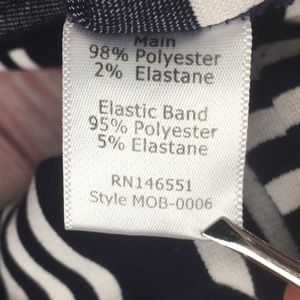 Main
98% Polyester
2% Elastane
Elastic Band
95% Polyester
5% Elastane
RN146551
Style MOB-0006